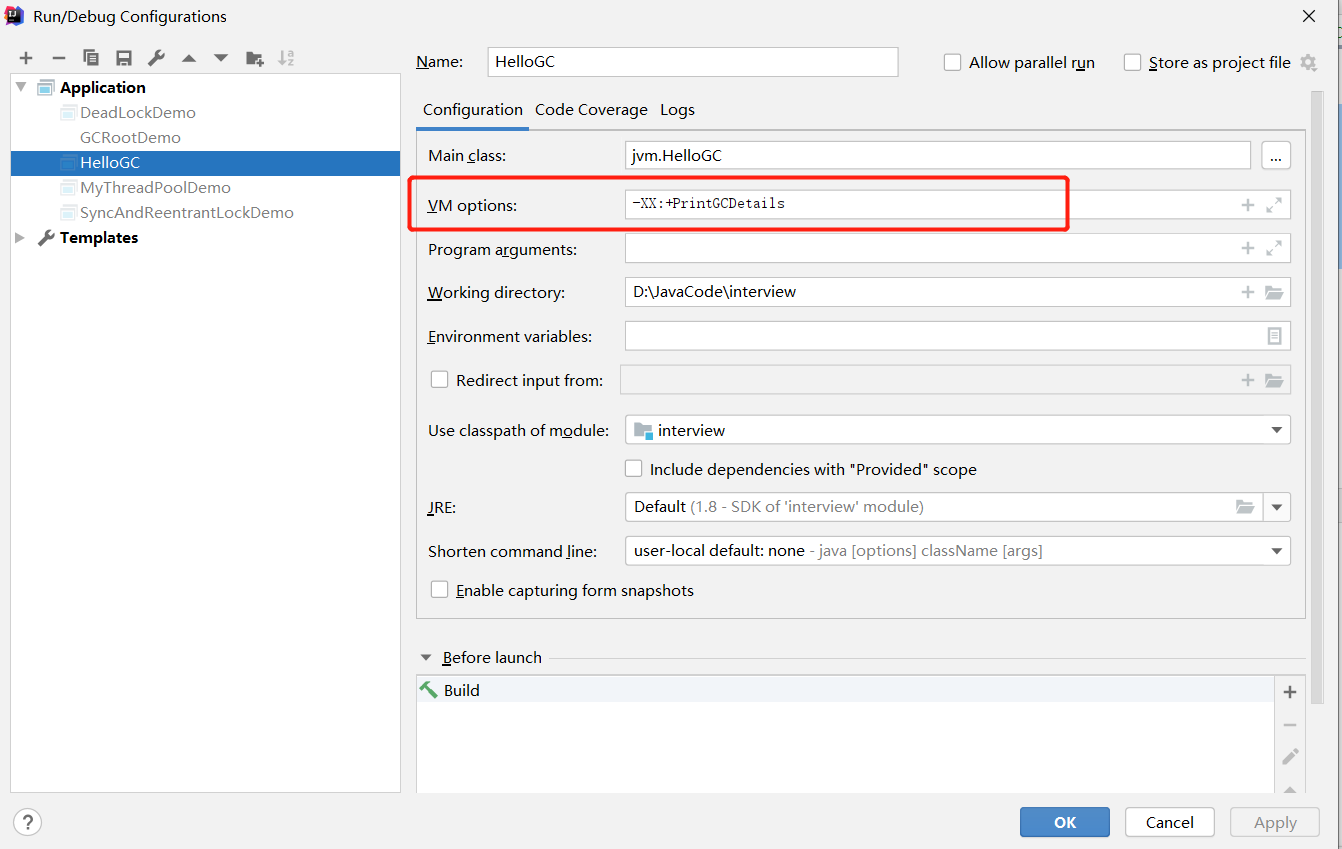 Run/Debug Configurations
Application
DeadLockDemo
GCRootDemo
HelloGC
MyThreadPoolDemo
SyncAndReentrantLockDemo
Templates
Name: HelloGC Allow parallel run Store as project file
Configuration Code Coverage Logs
Main class: jvm.HelloGC ...
VM options: -XX:+PrintGCDetails
Program arguments:
Working directory: D:\JavaCode\interview
Environment variables:
Redirect input from:
Use classpath of module: interview
Include dependencies with "Provided" scope
JRE: Default (1.8 - SDK of 'interview' module)
Shorten command line: user-local default: none - java [options] className [args]
Enable capturing form snapshots
Before launch
Build
? OK Cancel Apply